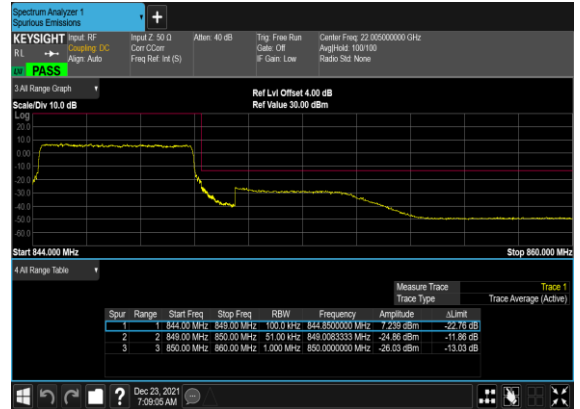 Spectrum Analyzer 1
Spurious Emissions
KEYSIGHT Input: RF Input Z: 50 Ω Atten: 40 dB Trig: Free Run Center Freq: 22.005000000 GHz
RL Coupling: DC Corr CCorr Gate: Off Avg|Hold: 100/100
Align: Auto Freq Ref: Int (S) IF Gain: Low Radio Std: None
LM PASS
3 All Range Graph
Ref Lvl Offset 4.00 dB
Scale/Div 10.0 dB Ref Value 30.00 dBm
Log
20.0
10.0
0.00
-10.0
-20.0
-30.0
-40.0
-50.0
-60.0
Start 844.000 MHz Stop 860.000 MHz
4 All Range Table
Measure Trace Trace 1
Trace Type Trace Average (Active)
Spur Range Start Freq Stop Freq RBW Frequency Amplitude ΔLimit
1 1 844.00 MHz 849.00 MHz 100.0 kHz 844.8500000 MHz 7.239 dBm -22.76 dB
2 2 849.00 MHz 850.00 MHz 51.00 kHz 849.0083333 MHz -24.86 dBm -11.86 dB
3 3 850.00 MHz 860.00 MHz 1.000 MHz 850.0000000 MHz -26.03 dBm -13.03 dB
Dec 23, 2021
7:09:05 AM